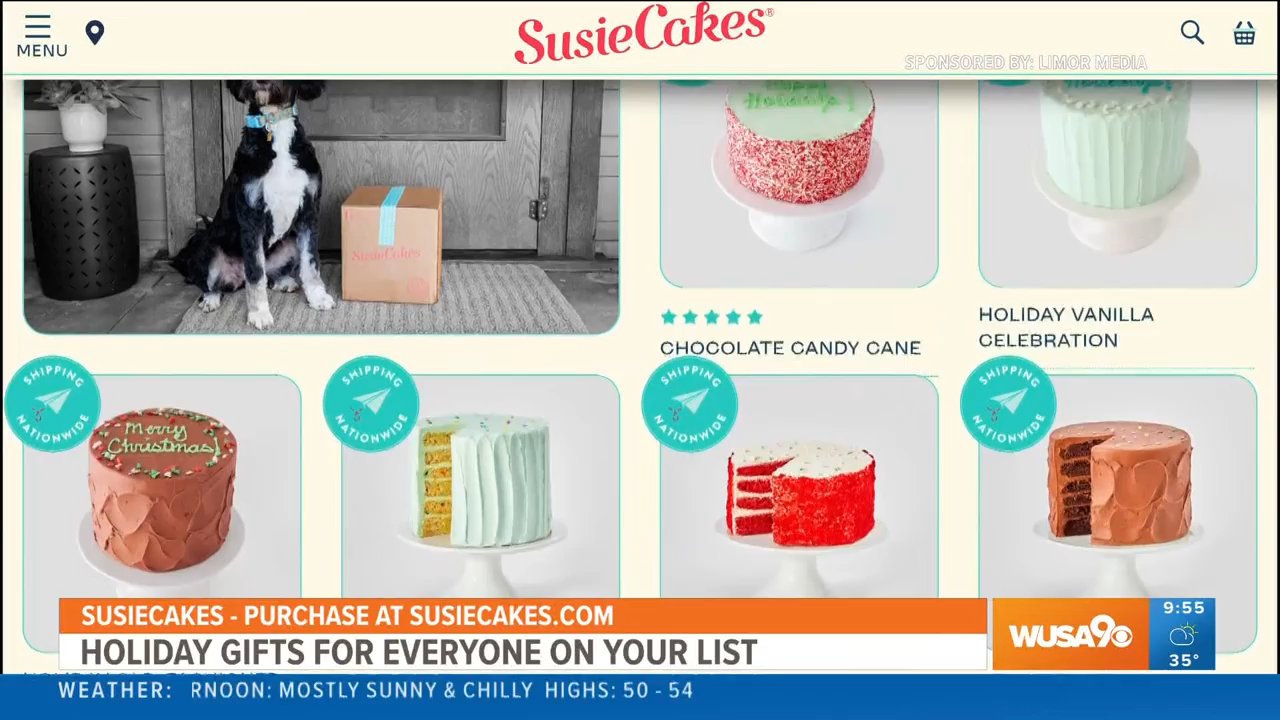 MENU
SusieCakes®
SPONSORED BY: LIMOR MEDIA
Holidays!
SusieCakes
★★★★★
CHOCOLATE CANDY CANE
HOLIDAY VANILLA
CELEBRATION
SHIPPING
NATIONWIDE
SHIPPING
NATIONWIDE
SHIPPING
NATIONWIDE
SHIPPING
NATIONWIDE
Merry
Christmas!
SUSIECAKES - PURCHASE AT SUSIECAKES.COM
HOLIDAY GIFTS FOR EVERYONE ON YOUR LIST
WUSA9
9:55
35°
WEATHER: RNOON: MOSTLY SUNNY & CHILLY HIGHS: 50 - 54